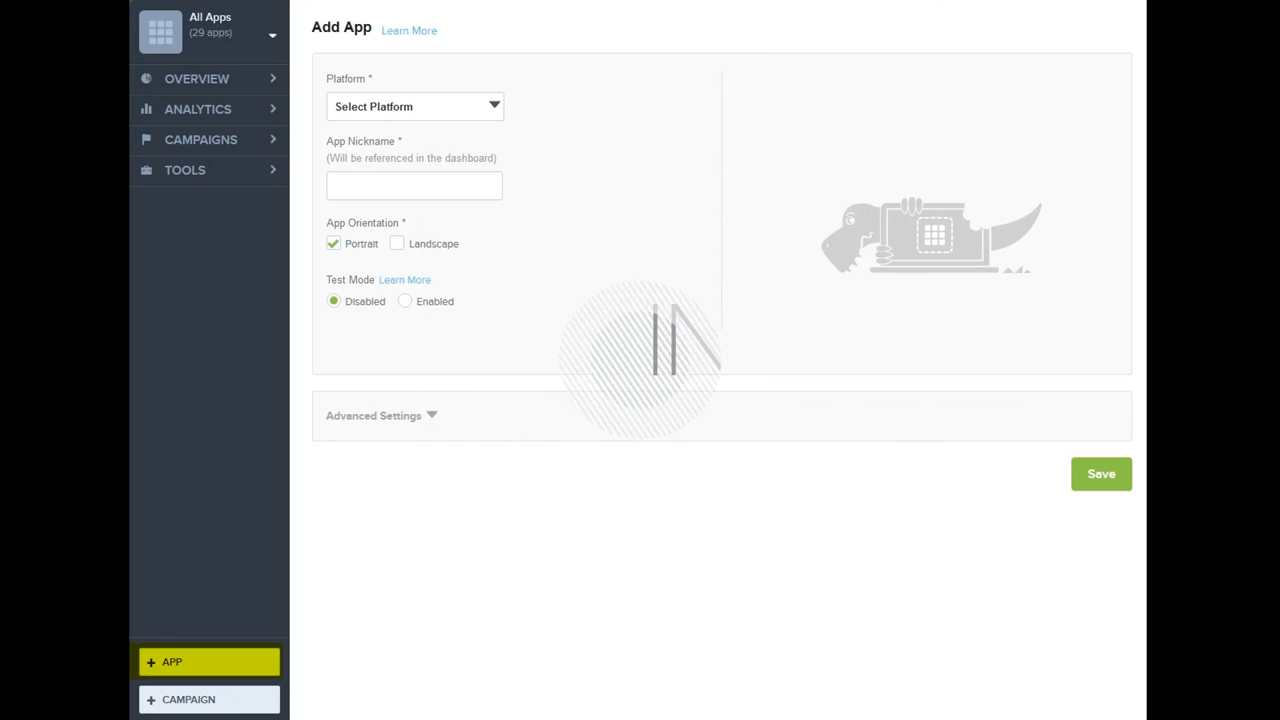 All Apps
(29 apps)
OVERVIEW
ANALYTICS
CAMPAIGNS
TOOLS
+ APP
+ CAMPAIGN
Add App Learn More
Platform *
Select Platform
App Nickname *
(Will be referenced in the dashboard)
App Orientation *
Portrait Landscape
Test Mode Learn More
Disabled Enabled
Advanced Settings
Save